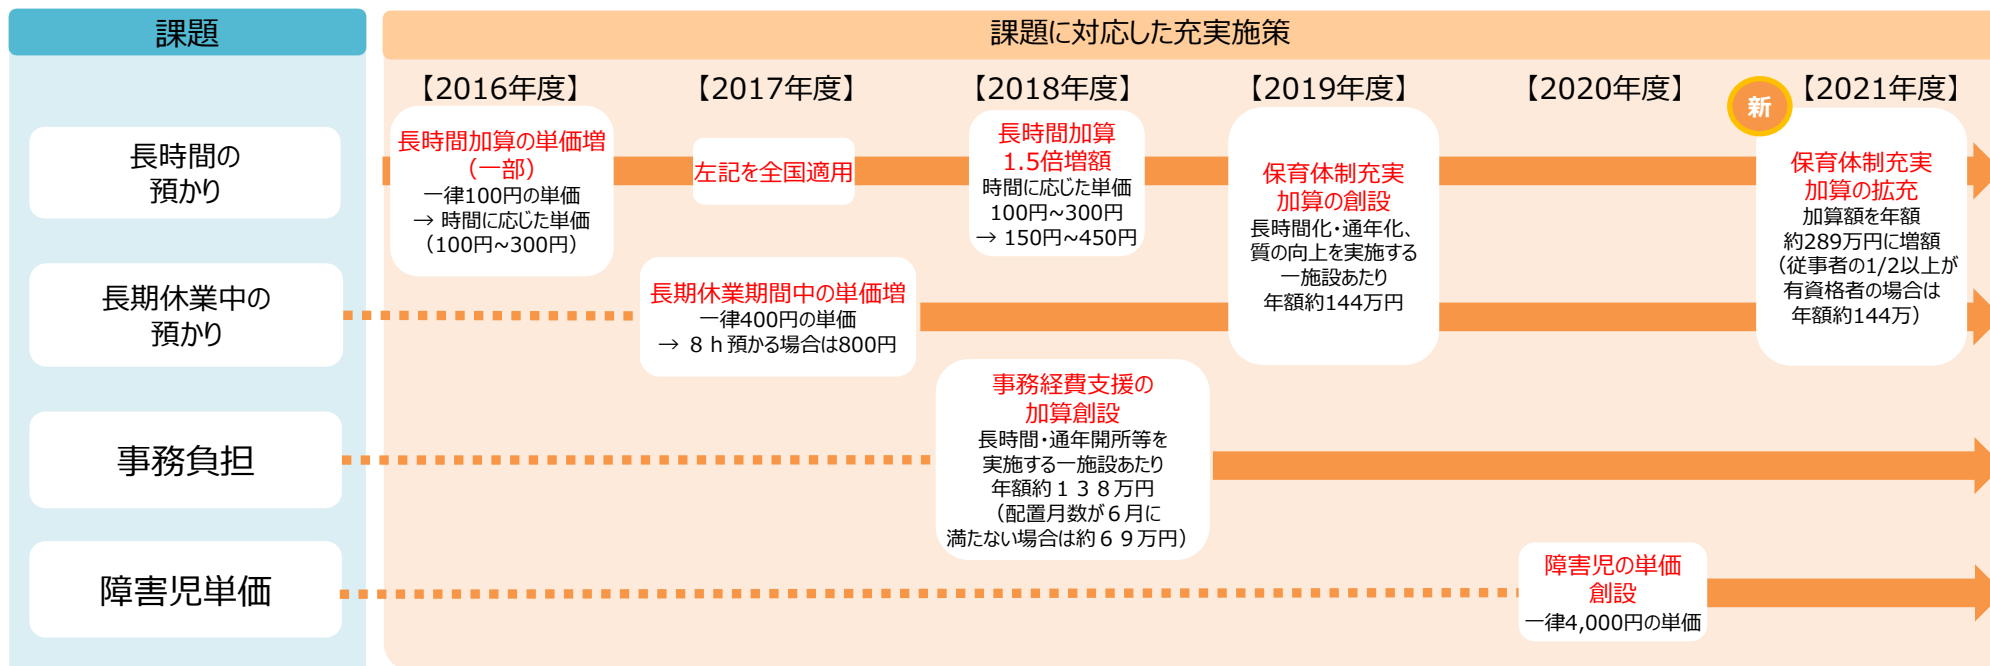 課題
課題に対応した充実施策
【2016年度】
【2017年度】
【2018年度】
【2019年度】
【2020年度】
【2021年度】
新
長時間の
預かり
長時間加算の単価増
（一部）
一律100円の単価
→ 時間に応じた単価
（100円~300円）
左記を全国適用
長時間加算
1.5倍増額
時間に応じた単価
100円~300円
→ 150円~450円
保育体制充実
加算の創設
長時間化・通年化、
質の向上を実施する
一施設あたり
年額約144万円
保育体制充実
加算の拡充
加算額を年額
約289万円に増額
（従事者の1/2以上が
有資格者の場合は
年額約144万）
長期休業中の
預かり
長期休業期間中の単価増
一律400円の単価
→ ８ｈ預かる場合は800円
事務負担
事務経費支援の
加算創設
長時間・通年開所等を
実施する一施設あたり
年額約１３８万円
（配置月数が６月に
満たない場合は約６９万円）
障害児単価
障害児の単価
創設
一律4,000円の単価